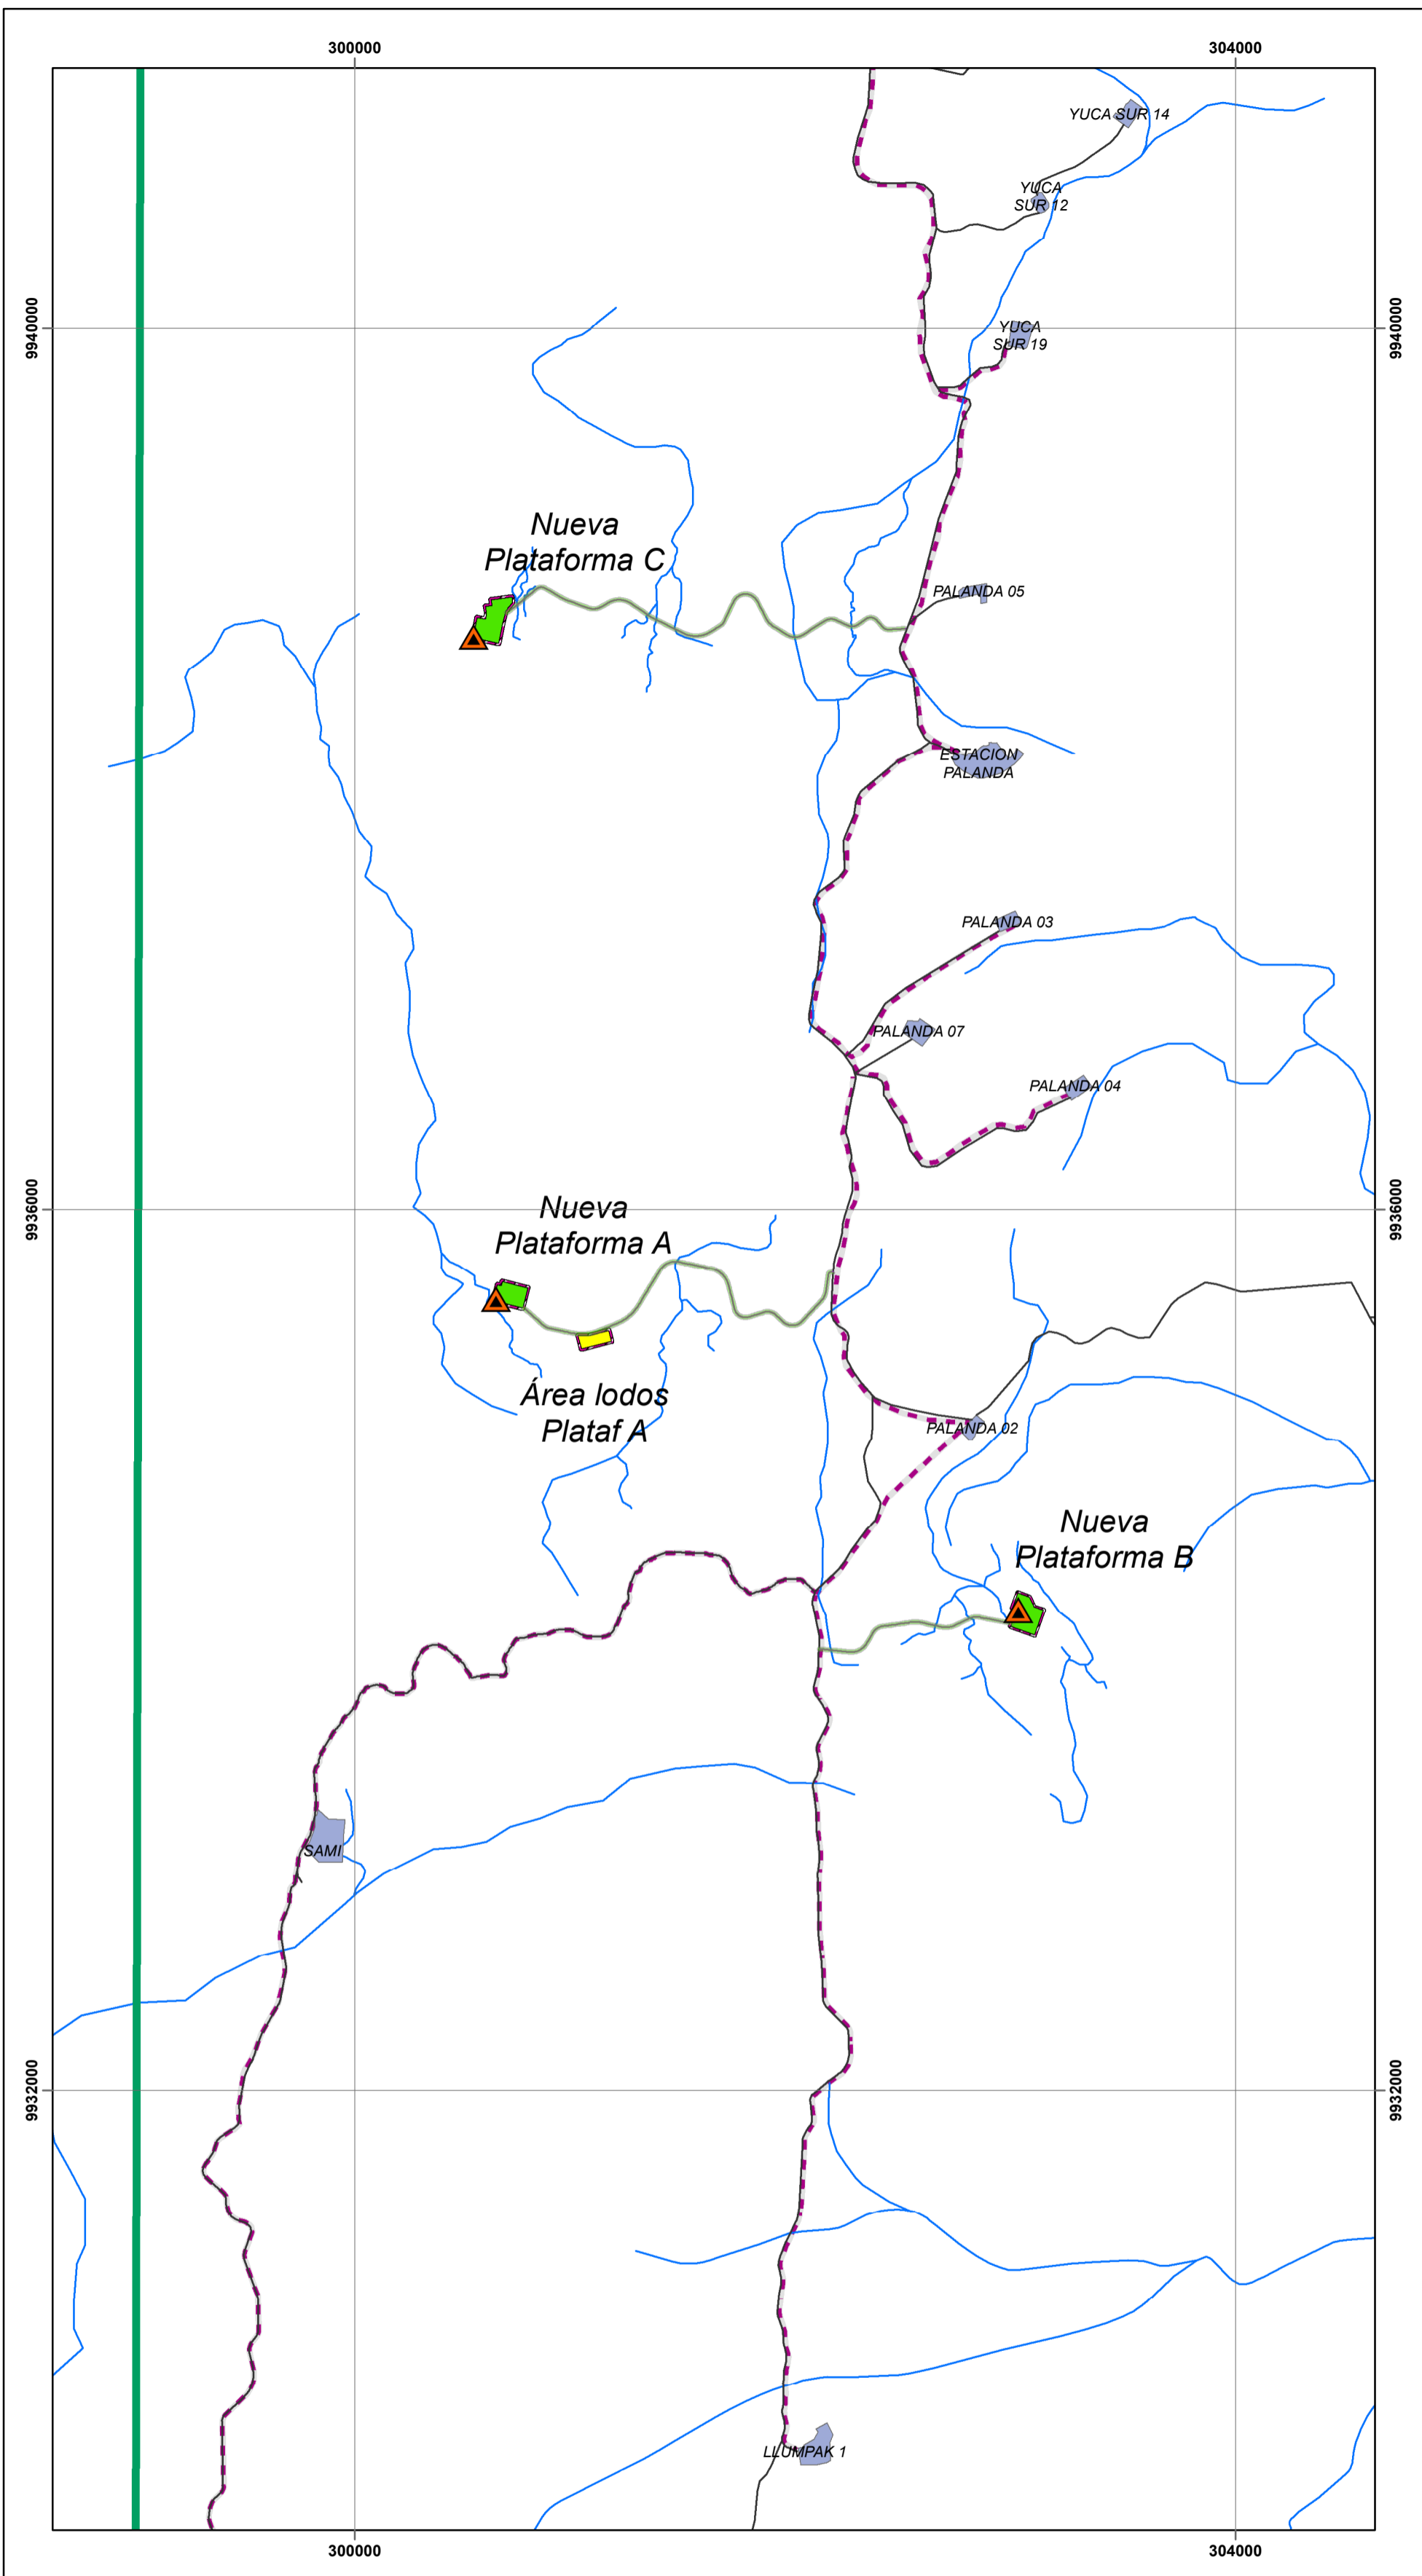 300000
304000
YUCA SUR 14
YUCA
SUR 12
9940000
9940000
YUCA
SUR 19
Nueva
Plataforma C
PALANDA 05
ESTACION
PALANDA
PALANDA 03
PALANDA 07
PALANDA 04
9936000
9936000
Nueva
Plataforma A
Área lodos
Plataf A
PALANDA 02
Nueva
Plataforma B
SAMI
9932000
9932000
LLUMPAK 1
300000
304000